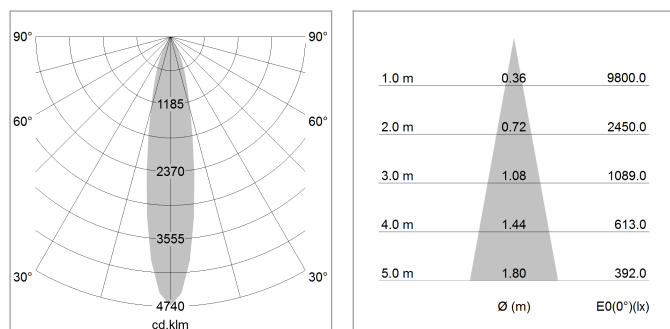 90° 90°
1185
60° 60°
2370
3555
30° 30°
4740
cd.klm
1.0 m 0.36 9800.0
2.0 m 0.72 2450.0
3.0 m 1.08 1089.0
4.0 m 1.44 613.0
5.0 m 1.80 392.0
Ø (m) E0(0°)(lx)